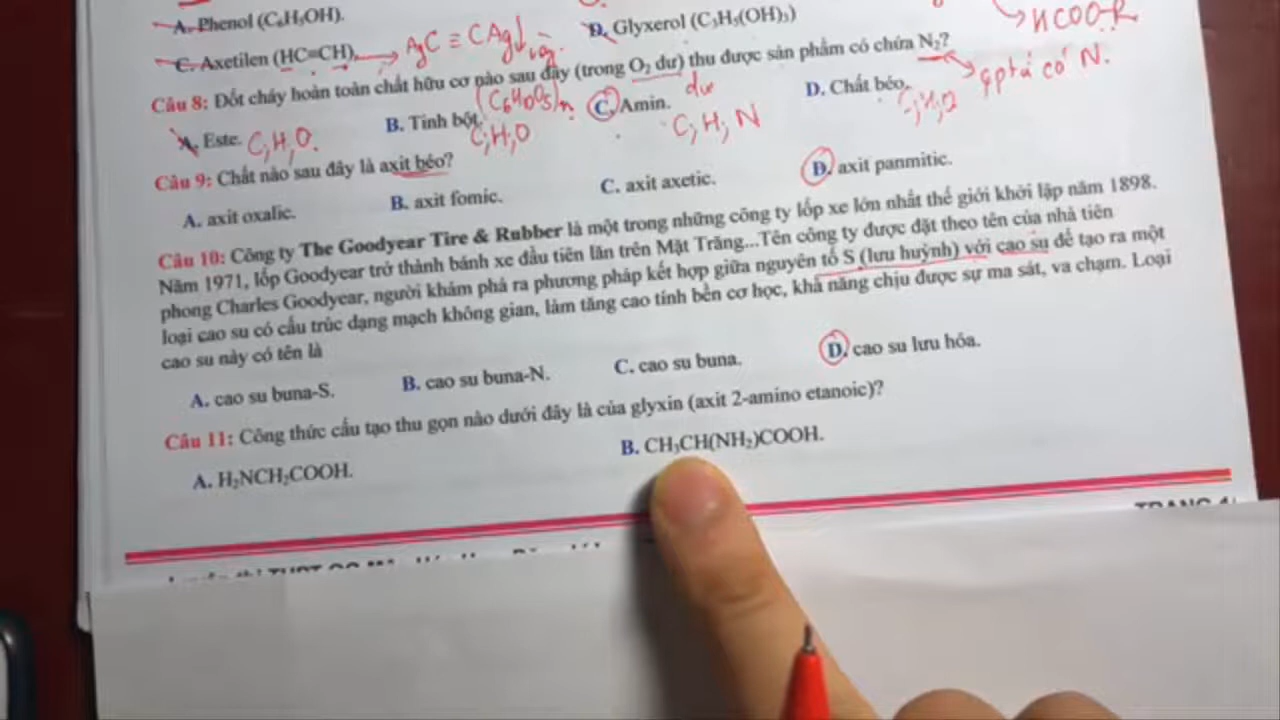 A. Phenol (C₆H₅OH).
D. Glyxerol (C₃H₅(OH)₃)
HCOO-R
C. Axetilen (HC≡CH). AgC ≡ CAg↓ vàng.
Câu 8: Đốt cháy hoàn toàn chất hữu cơ nào sau đây (trong O₂ dư) thu được sản phẩm có chứa N₂?
dư
→ cptử có N.
A. Este. C, H, O.
B. Tinh bột. (C₆H₁₀O₅)n
C, H, O
C. Amin.
C, H, N
D. Chất béo.
C, H, O
Câu 9: Chất nào sau đây là axit béo?
A. axit oxalic. B. axit fomic. C. axit axetic. D. axit panmitic.
Câu 10: Công ty The Goodyear Tire & Rubber là một trong những công ty lốp xe lớn nhất thế giới khởi lập năm 1898.
Năm 1971, lốp Goodyear trở thành bánh xe đầu tiên lăn trên Mặt Trăng...Tên công ty được đặt theo tên của nhà tiên
phong Charles Goodyear, người khám phá ra phương pháp kết hợp giữa nguyên tố S (lưu huỳnh) với cao su để tạo ra một
loại cao su có cấu trúc dạng mạch không gian, làm tăng cao tính bền cơ học, khả năng chịu được sự ma sát, va chạm. Loại
cao su này có tên là
A. cao su buna-S. B. cao su buna-N. C. cao su buna. D. cao su lưu hóa.
Câu 11: Công thức cấu tạo thu gọn nào dưới đây là của glyxin (axit 2-amino etanoic)?
A. H₂NCH₂COOH. B. CH₃CH(NH₂)COOH.